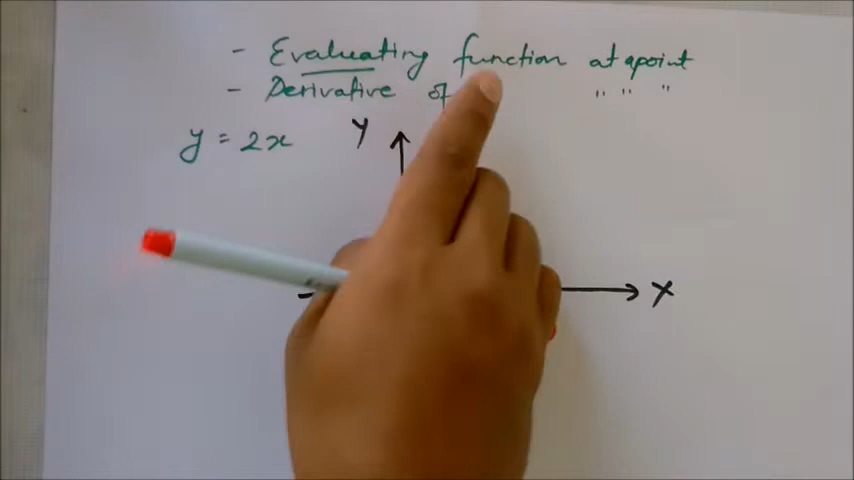 - Evaluating function at a point
- Derivative of " " "
y = 2x
Y
X